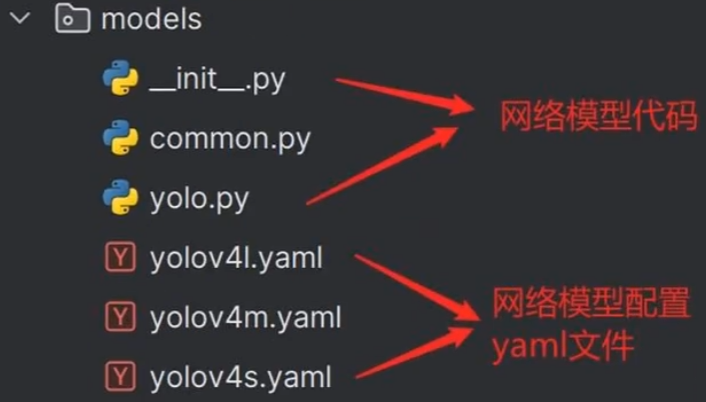 models
__init__.py
common.py
网络模型代码
yolo.py
Y yolov4l.yaml
Y yolov4m.yaml
网络模型配置
yaml文件
Y yolov4s.yaml